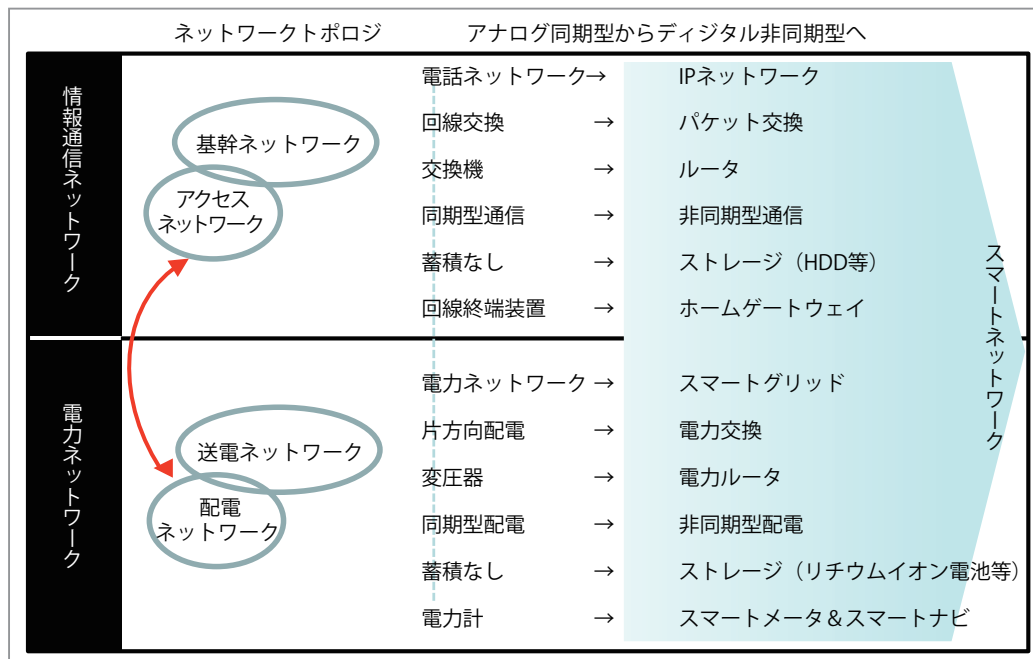 ネットワークトポロジ
アナログ同期型からディジタル非同期型へ
情報通信ネットワーク
基幹ネットワーク
アクセス
ネットワーク
電話ネットワーク→ IPネットワーク
回線交換 → パケット交換
交換機 → ルータ
同期型通信 → 非同期型通信
蓄積なし → ストレージ（HDD等）
回線終端装置 → ホームゲートウェイ
電力ネットワーク
送電ネットワーク
配電
ネットワーク
電力ネットワーク → スマートグリッド
片方向配電 → 電力交換
変圧器 → 電力ルータ
同期型配電 → 非同期型配電
蓄積なし → ストレージ（リチウムイオン電池等）
電力計 → スマートメータ＆スマートナビ
スマートネットワーク